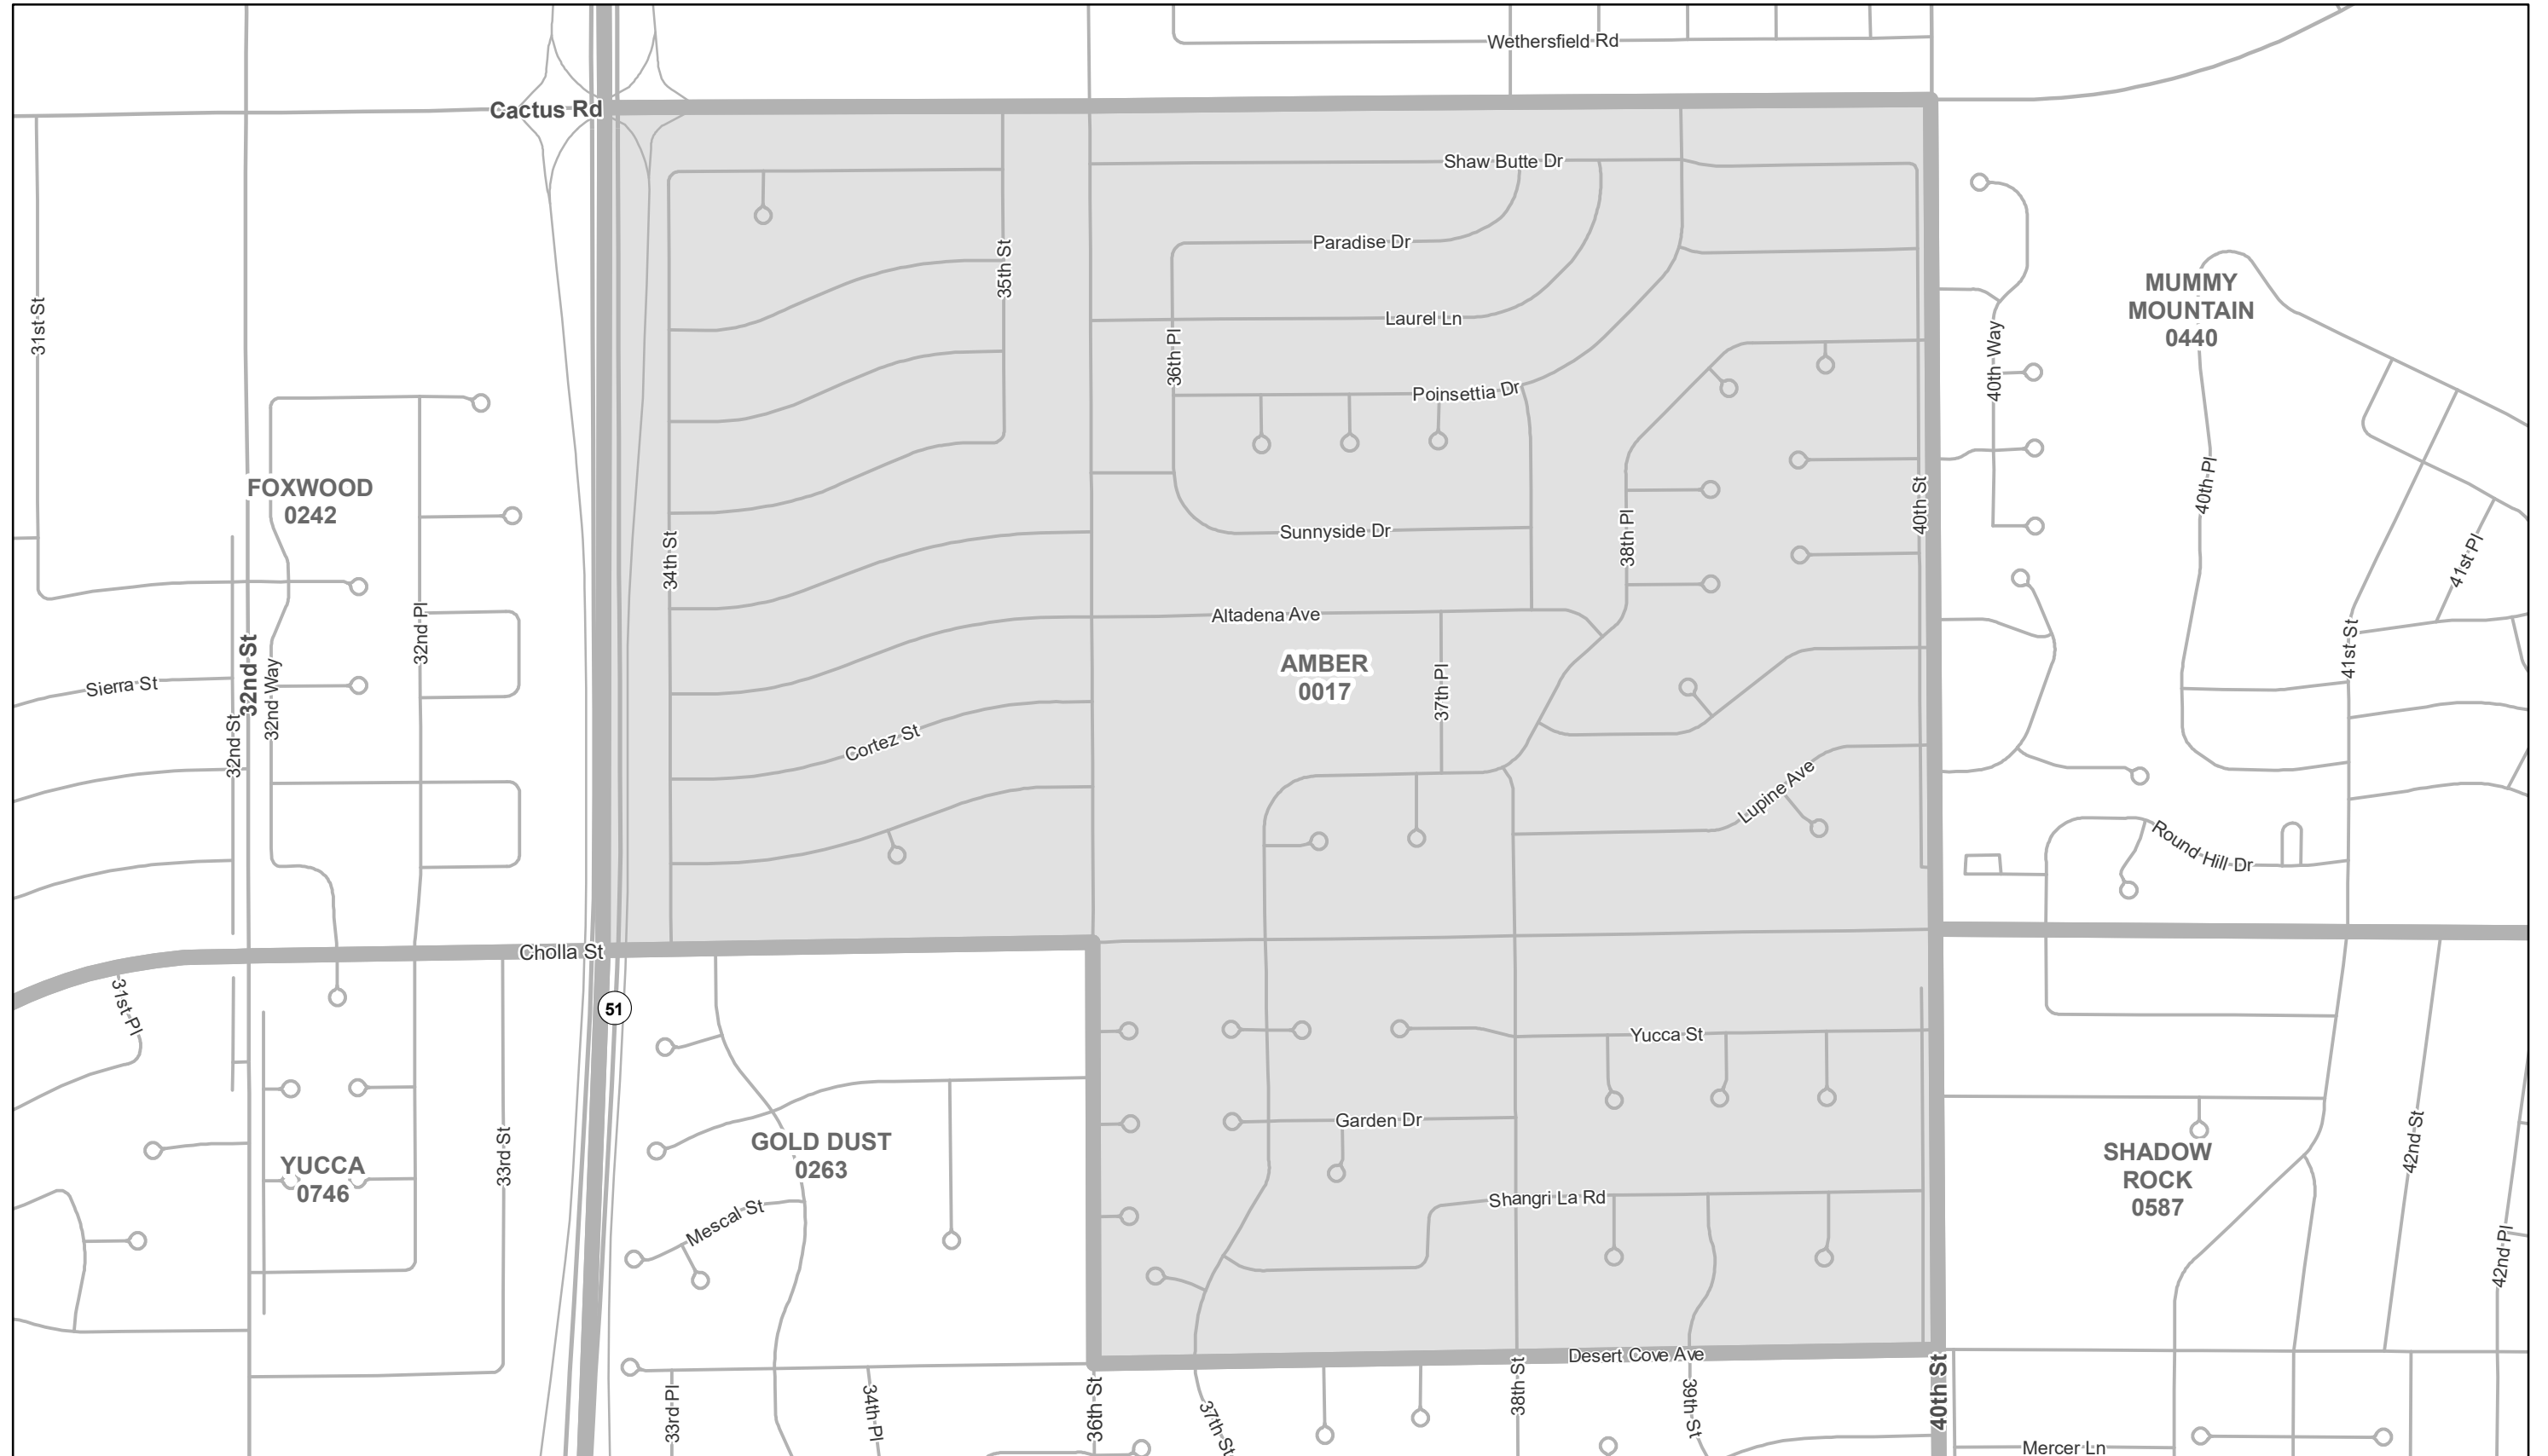 Wethersfield Rd
Cactus Rd
Shaw Butte Dr
Paradise Dr
35th St
MUMMY
MOUNTAIN
0440
31st St
Laurel Ln
36th Pl
40th Way
Poinsettia Dr
FOXWOOD
0242
40th Pl
40th St
Sunnyside Dr
38th Pl
34th St
41st Pl
Altadena Ave
32nd Pl
41st St
AMBER
0017
32nd St
Sierra St
32nd Way
37th Pl
32nd St
Cortez St
Lupine Ave
Round Hill Dr
Cholla St
31st Pl
51
Yucca St
Garden Dr
GOLD DUST
0263
42nd St
33rd St
YUCCA
0746
SHADOW
ROCK
0587
Shangri La Rd
Mescal St
42nd Pl
Desert Cove Ave
33rd Pl
34th Pl
36th St
37th St
38th St
39th St
40th St
Mercer Ln